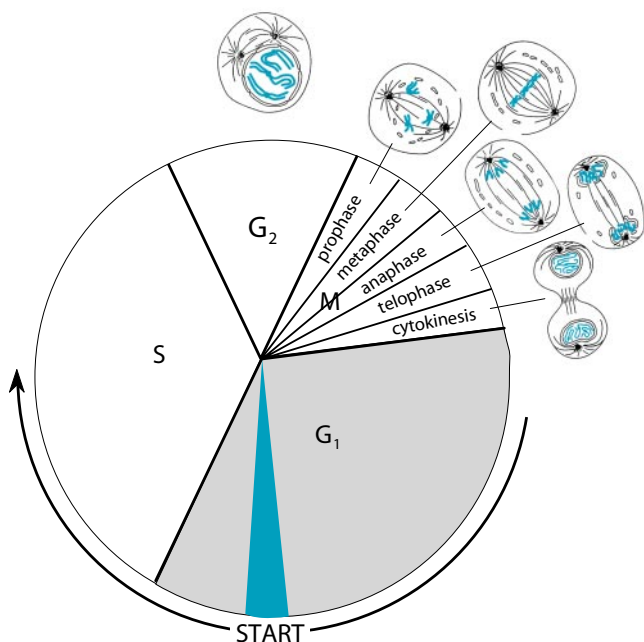 G₂
prophase
metaphase
anaphase
M
telophase
cytokinesis
S
G₁
START